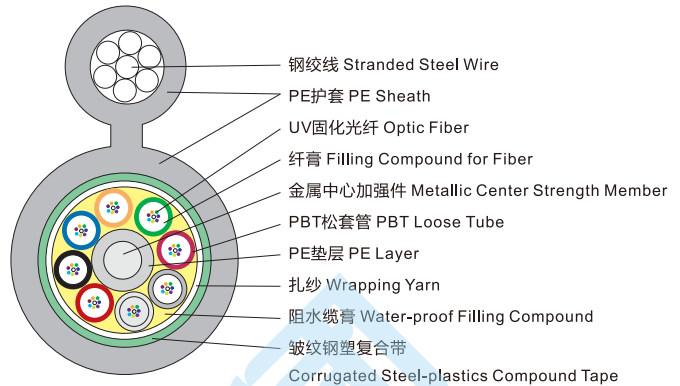 钢绞线 Stranded Steel Wire
PE护套 PE Sheath
UV固化光纤 Optic Fiber
纤膏 Filling Compound for Fiber
金属中心加强件 Metallic Center Strength Member
PBT松套管 PBT Loose Tube
PE垫层 PE Layer
扎纱 Wrapping Yarn
阻水缆膏 Water-proof Filling Compound
皱纹钢塑复合带
Corrugated Steel-plastics Compound Tape